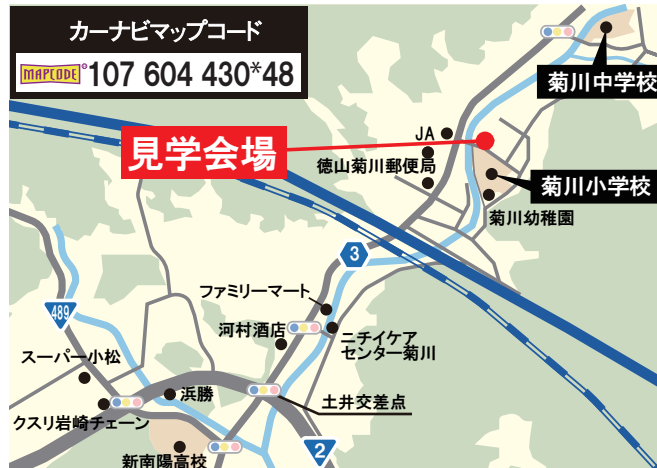 カーナビマップコード
MAPCODE 107 604 430*48
菊川中学校
見学会場
JA
徳山菊川郵便局
菊川小学校
菊川幼稚園
3
ファミリーマート
489
河村酒店
ニチイケア
センター菊川
スーパー小松
浜勝
土井交差点
クスリ岩崎チェーン
新南陽高校
2